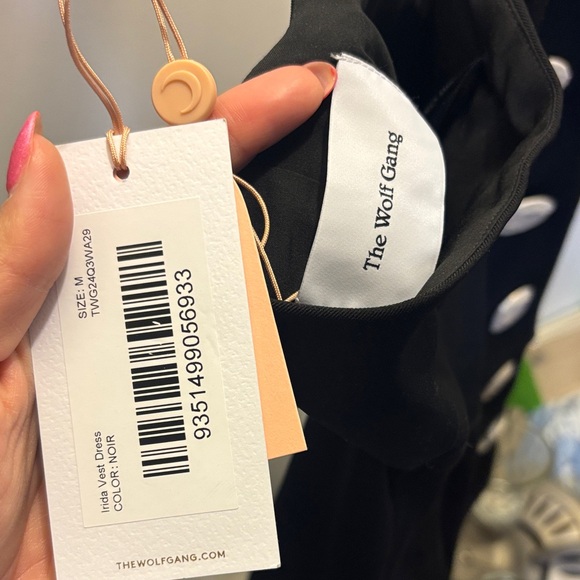 The Wolf Gang
SIZE: M
TWG24Q3WA29
9351499056933
Irida Vest Dress
COLOR: NOIR
THEWOLFGANG.COM